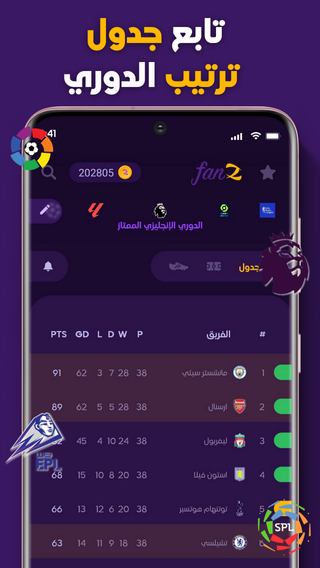 تابع جدول
ترتيب الدوري
41
202805
fanZ
الدوري الإنجليزي الممتاز
جدول
# الفريق P W D L GD PTS
1 مانشستر سيتي 38 28 7 3 62 91
2 ارسنال 38 28 5 5 62 89
3 ليفربول 38 24 10 4 45
4 استون فيلا 38 20 8 10 15 68
5 توتنهام هوتسبر 38 20 6 12 13 66
تشيلسي 38 18 9 11 14 63
EPL
SPL